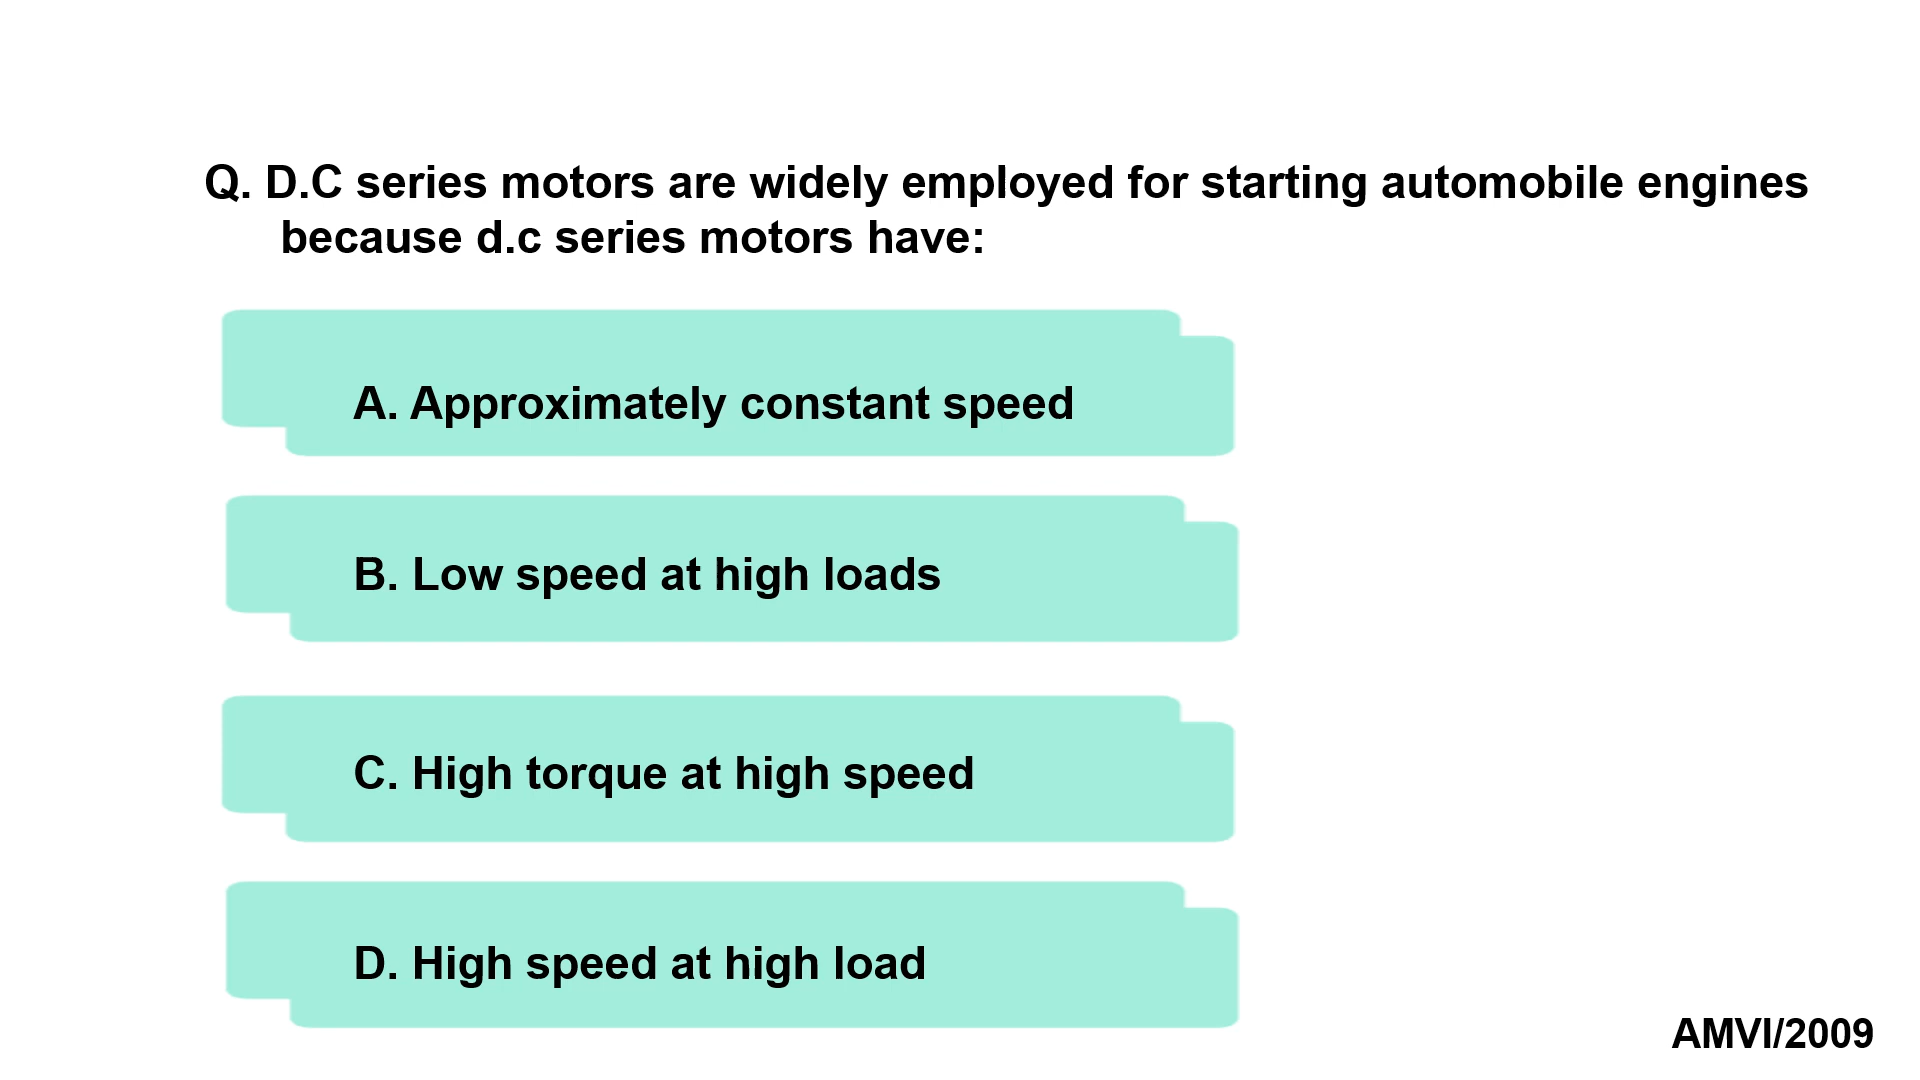 Q. D.C series motors are widely employed for starting automobile engines
because d.c series motors have:
A. Approximately constant speed
B. Low speed at high loads
C. High torque at high speed
D. High speed at high load
AMVI/2009